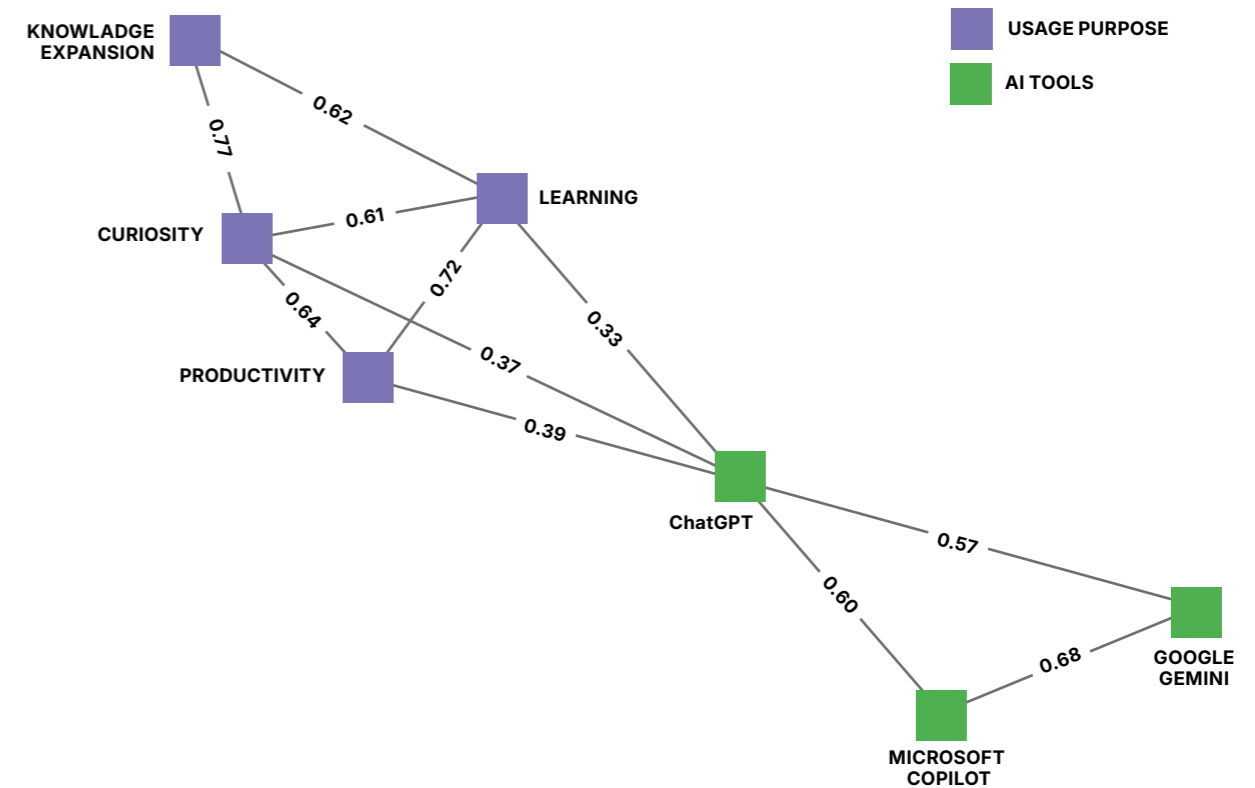 KNOWLADGE
EXPANSION
USAGE PURPOSE
AI TOOLS
0.62
0.77
LEARNING
CURIOSITY
0.61
0.72
0.64
0.33
0.37
PRODUCTIVITY
0.39
ChatGPT
0.57
0.60
GOOGLE
GEMINI
0.68
MICROSOFT
COPILOT